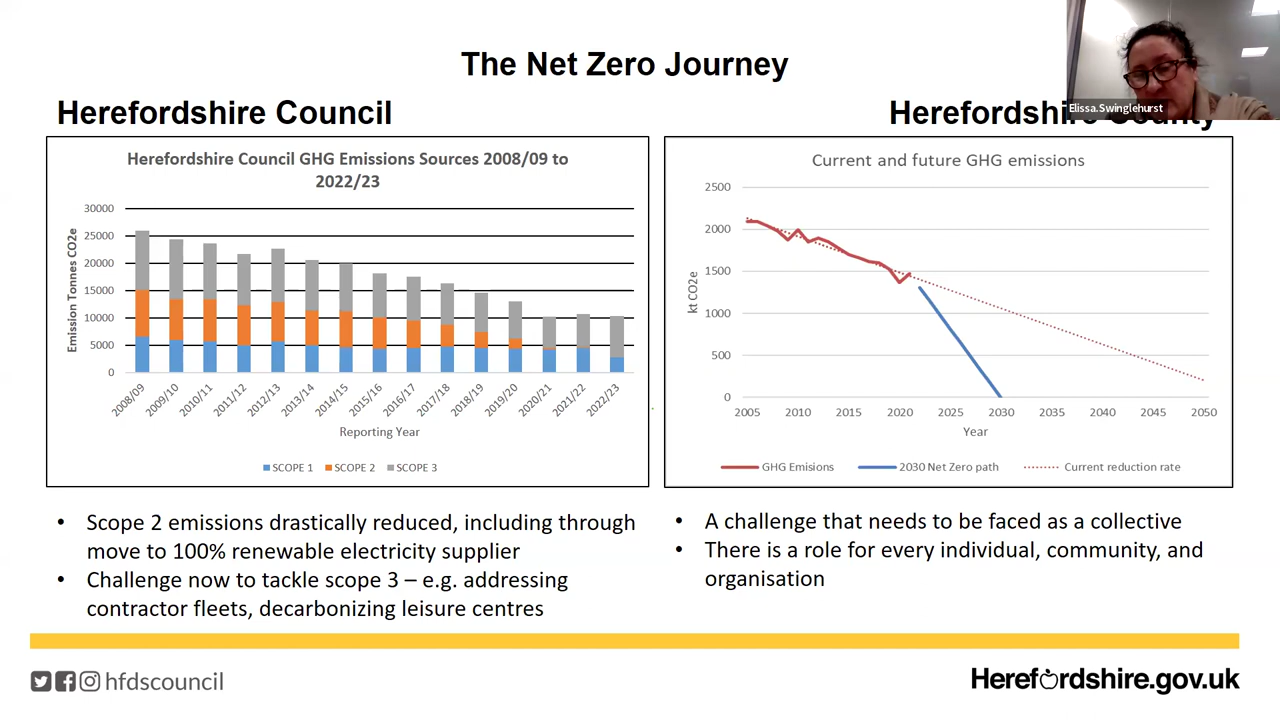 The Net Zero Journey
Elissa.Swinglehurst
Herefordshire Council
Herefordshire County
Herefordshire Council GHG Emissions Sources 2008/09 to
2022/23
Emission Tonnes CO2e
30000
25000
20000
15000
10000
5000
0
2008/09
2009/10
2010/11
2011/12
2012/13
2013/14
2014/15
2015/16
2016/17
2017/18
2018/19
2019/20
2020/21
2021/22
2022/23
Reporting Year
SCOPE 1 SCOPE 2 SCOPE 3
Current and future GHG emissions
kt CO2e
2500
2000
1500
1000
500
0
2005 2010 2015 2020 2025 2030 2035 2040 2045 2050
Year
GHG Emisions 2030 Net Zero path Current reduction rate
• Scope 2 emissions drastically reduced, including through
move to 100% renewable electricity supplier
• Challenge now to tackle scope 3 – e.g. addressing
contractor fleets, decarbonizing leisure centres
• A challenge that needs to be faced as a collective
• There is a role for every individual, community, and
organisation
hfdscouncil
Herefordshire.gov.uk